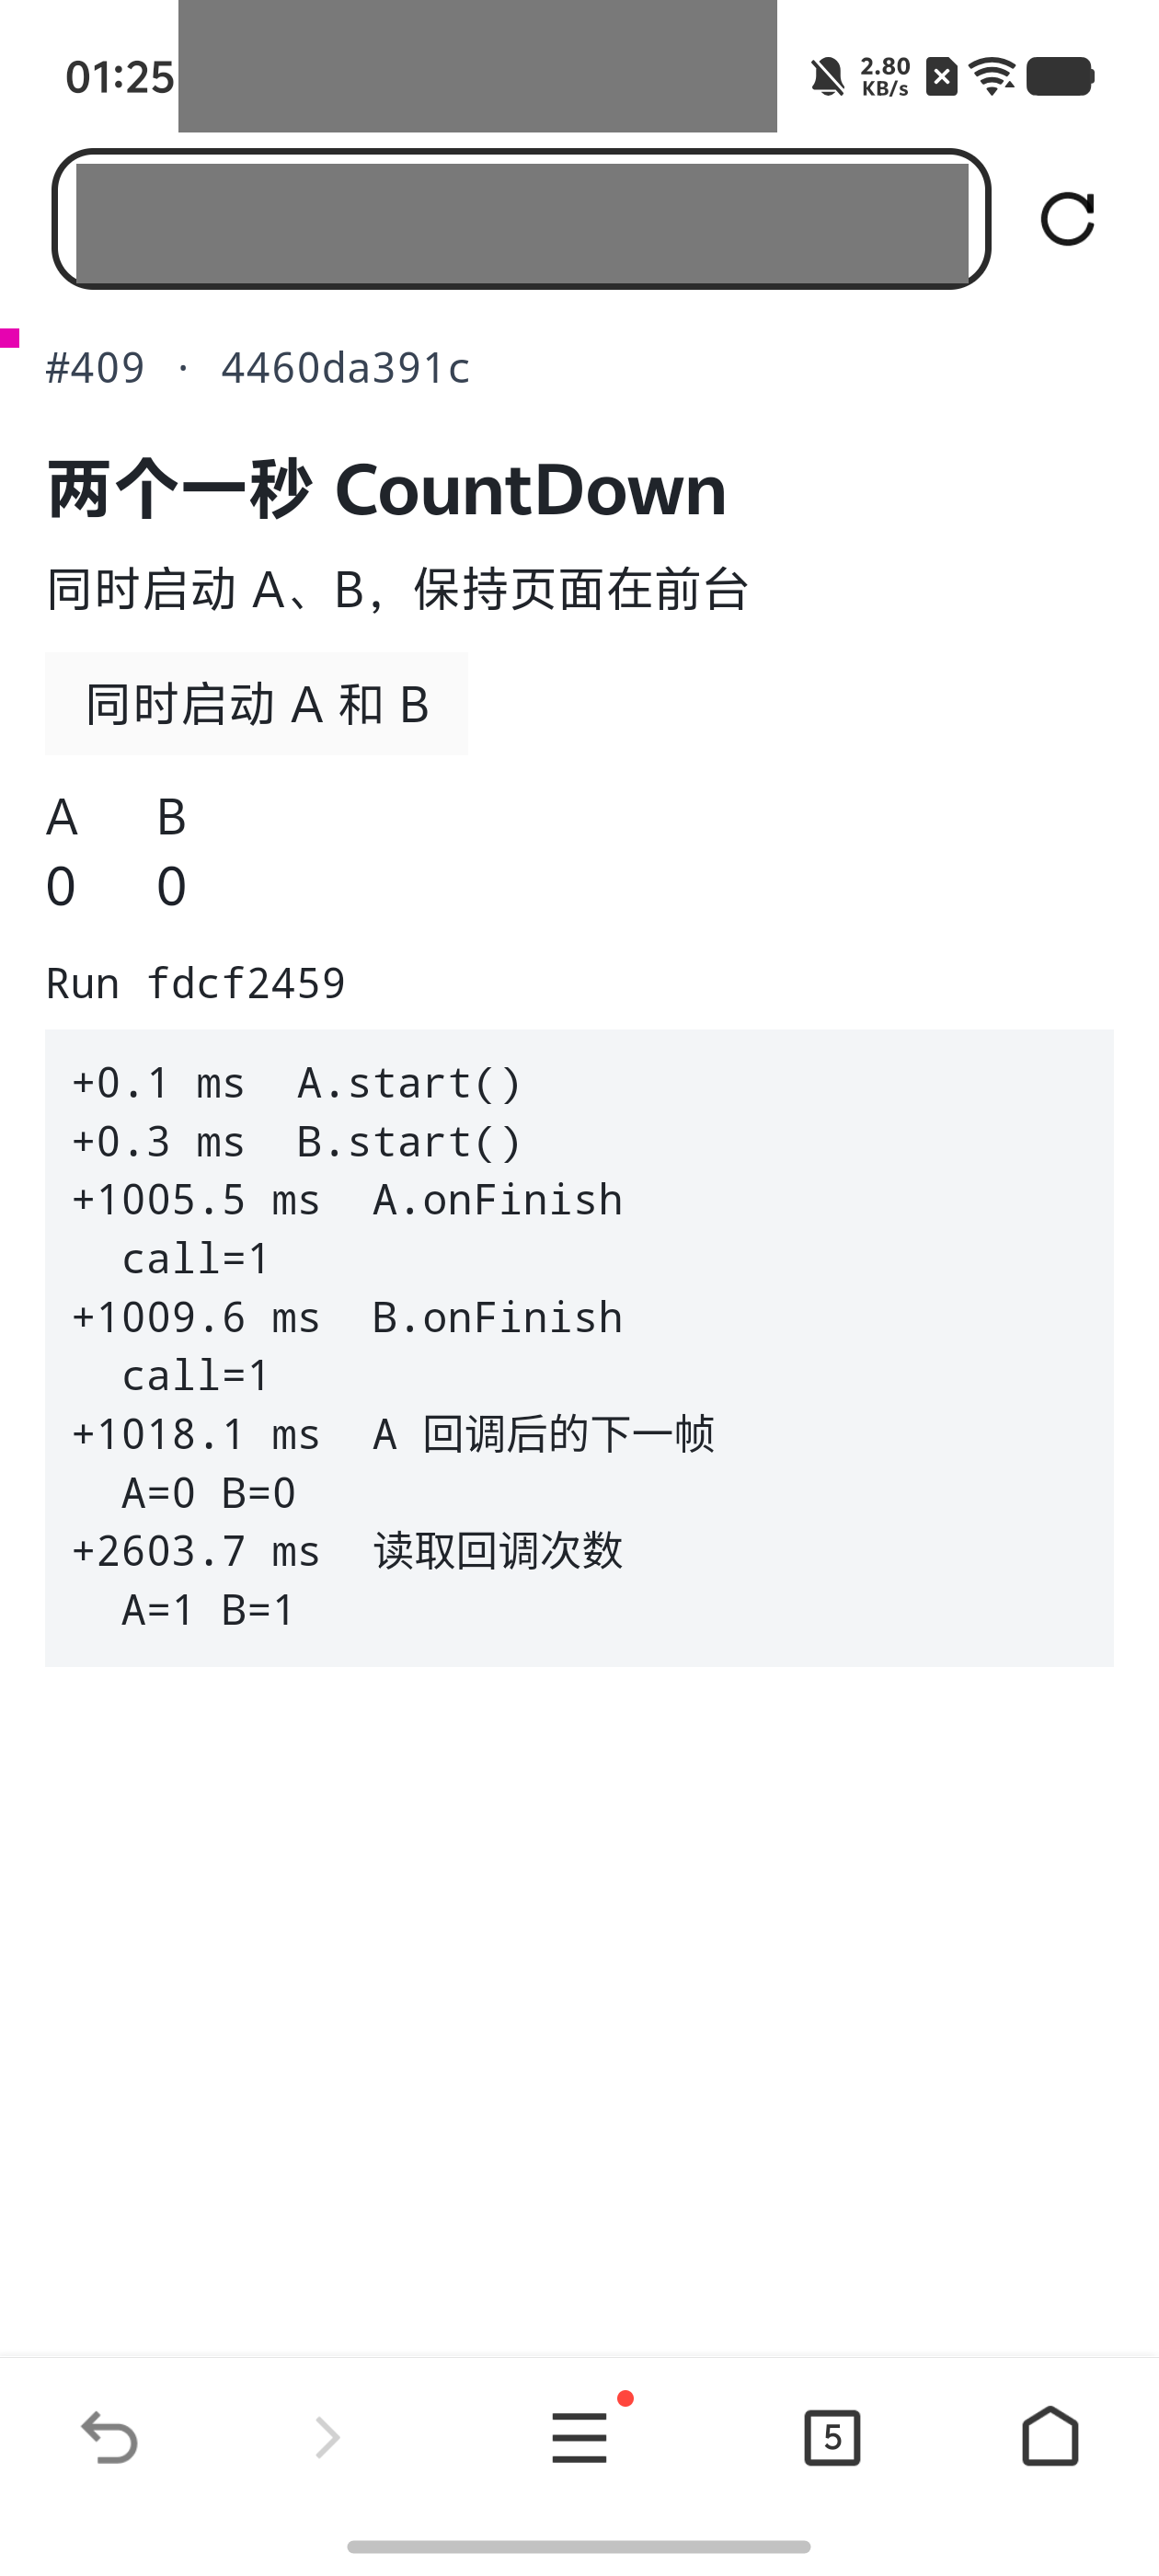 01:25
2.80
KB/s
#409 · 4460da391c
两个一秒 CountDown
同时启动 A、B，保持页面在前台
同时启动 A 和 B
A B
0 0
Run fdcf2459
+0.1 ms A.start()
+0.3 ms B.start()
+1005.5 ms A.onFinish
call=1
+1009.6 ms B.onFinish
call=1
+1018.1 ms A 回调后的下一帧
A=0 B=0
+2603.7 ms 读取回调次数
A=1 B=1
5